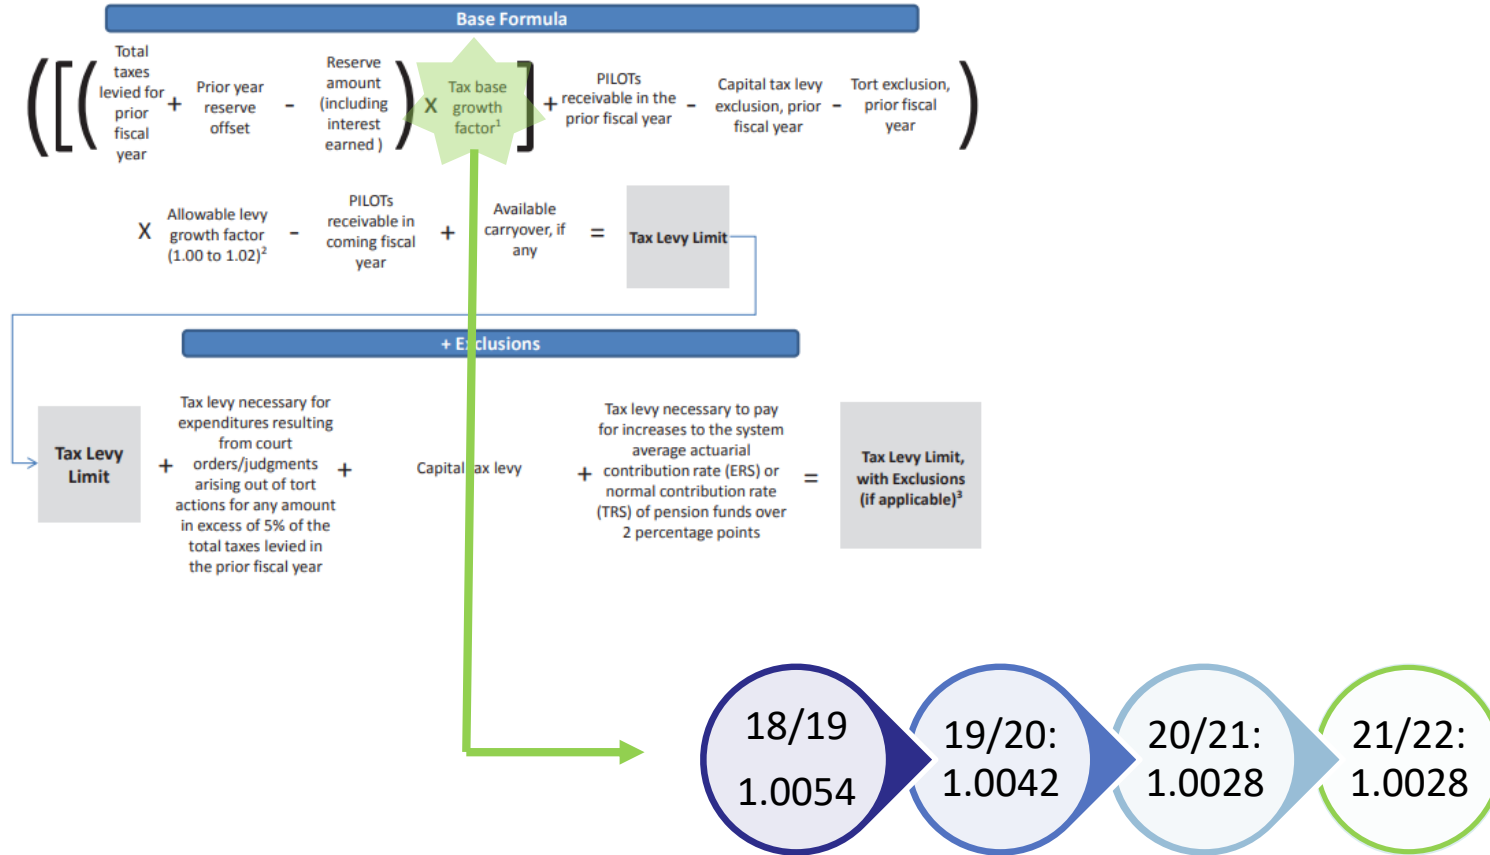 Base Formula
Total
taxes
levied for
prior
fiscal
year
+
Prior year
reserve
offset
-
Reserve
amount
(including
interest
earned )
X
Tax base
growth
factor¹
+
PILOTs
receivable in the
prior fiscal year
-
Capital tax levy
exclusion, prior
fiscal year
-
Tort exclusion,
prior fiscal
year
X
Allowable levy
growth factor
(1.00 to 1.02)²
-
PILOTs
receivable in
coming fiscal
year
+
Available
carryover, if
any
=
Tax Levy Limit
+ Exclusions
Tax Levy
Limit
+
Tax levy necessary for
expenditures resulting
from court
orders/judgments
arising out of tort
actions for any amount
in excess of 5% of the
total taxes levied in
the prior fiscal year
+
Capital tax levy
+
Tax levy necessary to pay
for increases to the system
average actuarial
contribution rate (ERS) or
normal contribution rate
(TRS) of pension funds over
2 percentage points
=
Tax Levy Limit,
with Exclusions
(if applicable)³
18/19
1.0054
19/20:
1.0042
20/21:
1.0028
21/22:
1.0028